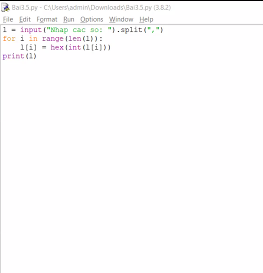 Bai3.5.py - C:\Users\admin\Downloads\Bai3.5.py (3.8.2)
File Edit Format Run Options Window Help
l = input("Nhap cac so: ").split(",")
for i in range(len(l)):
    l[i] = hex(int(l[i]))
print(l)